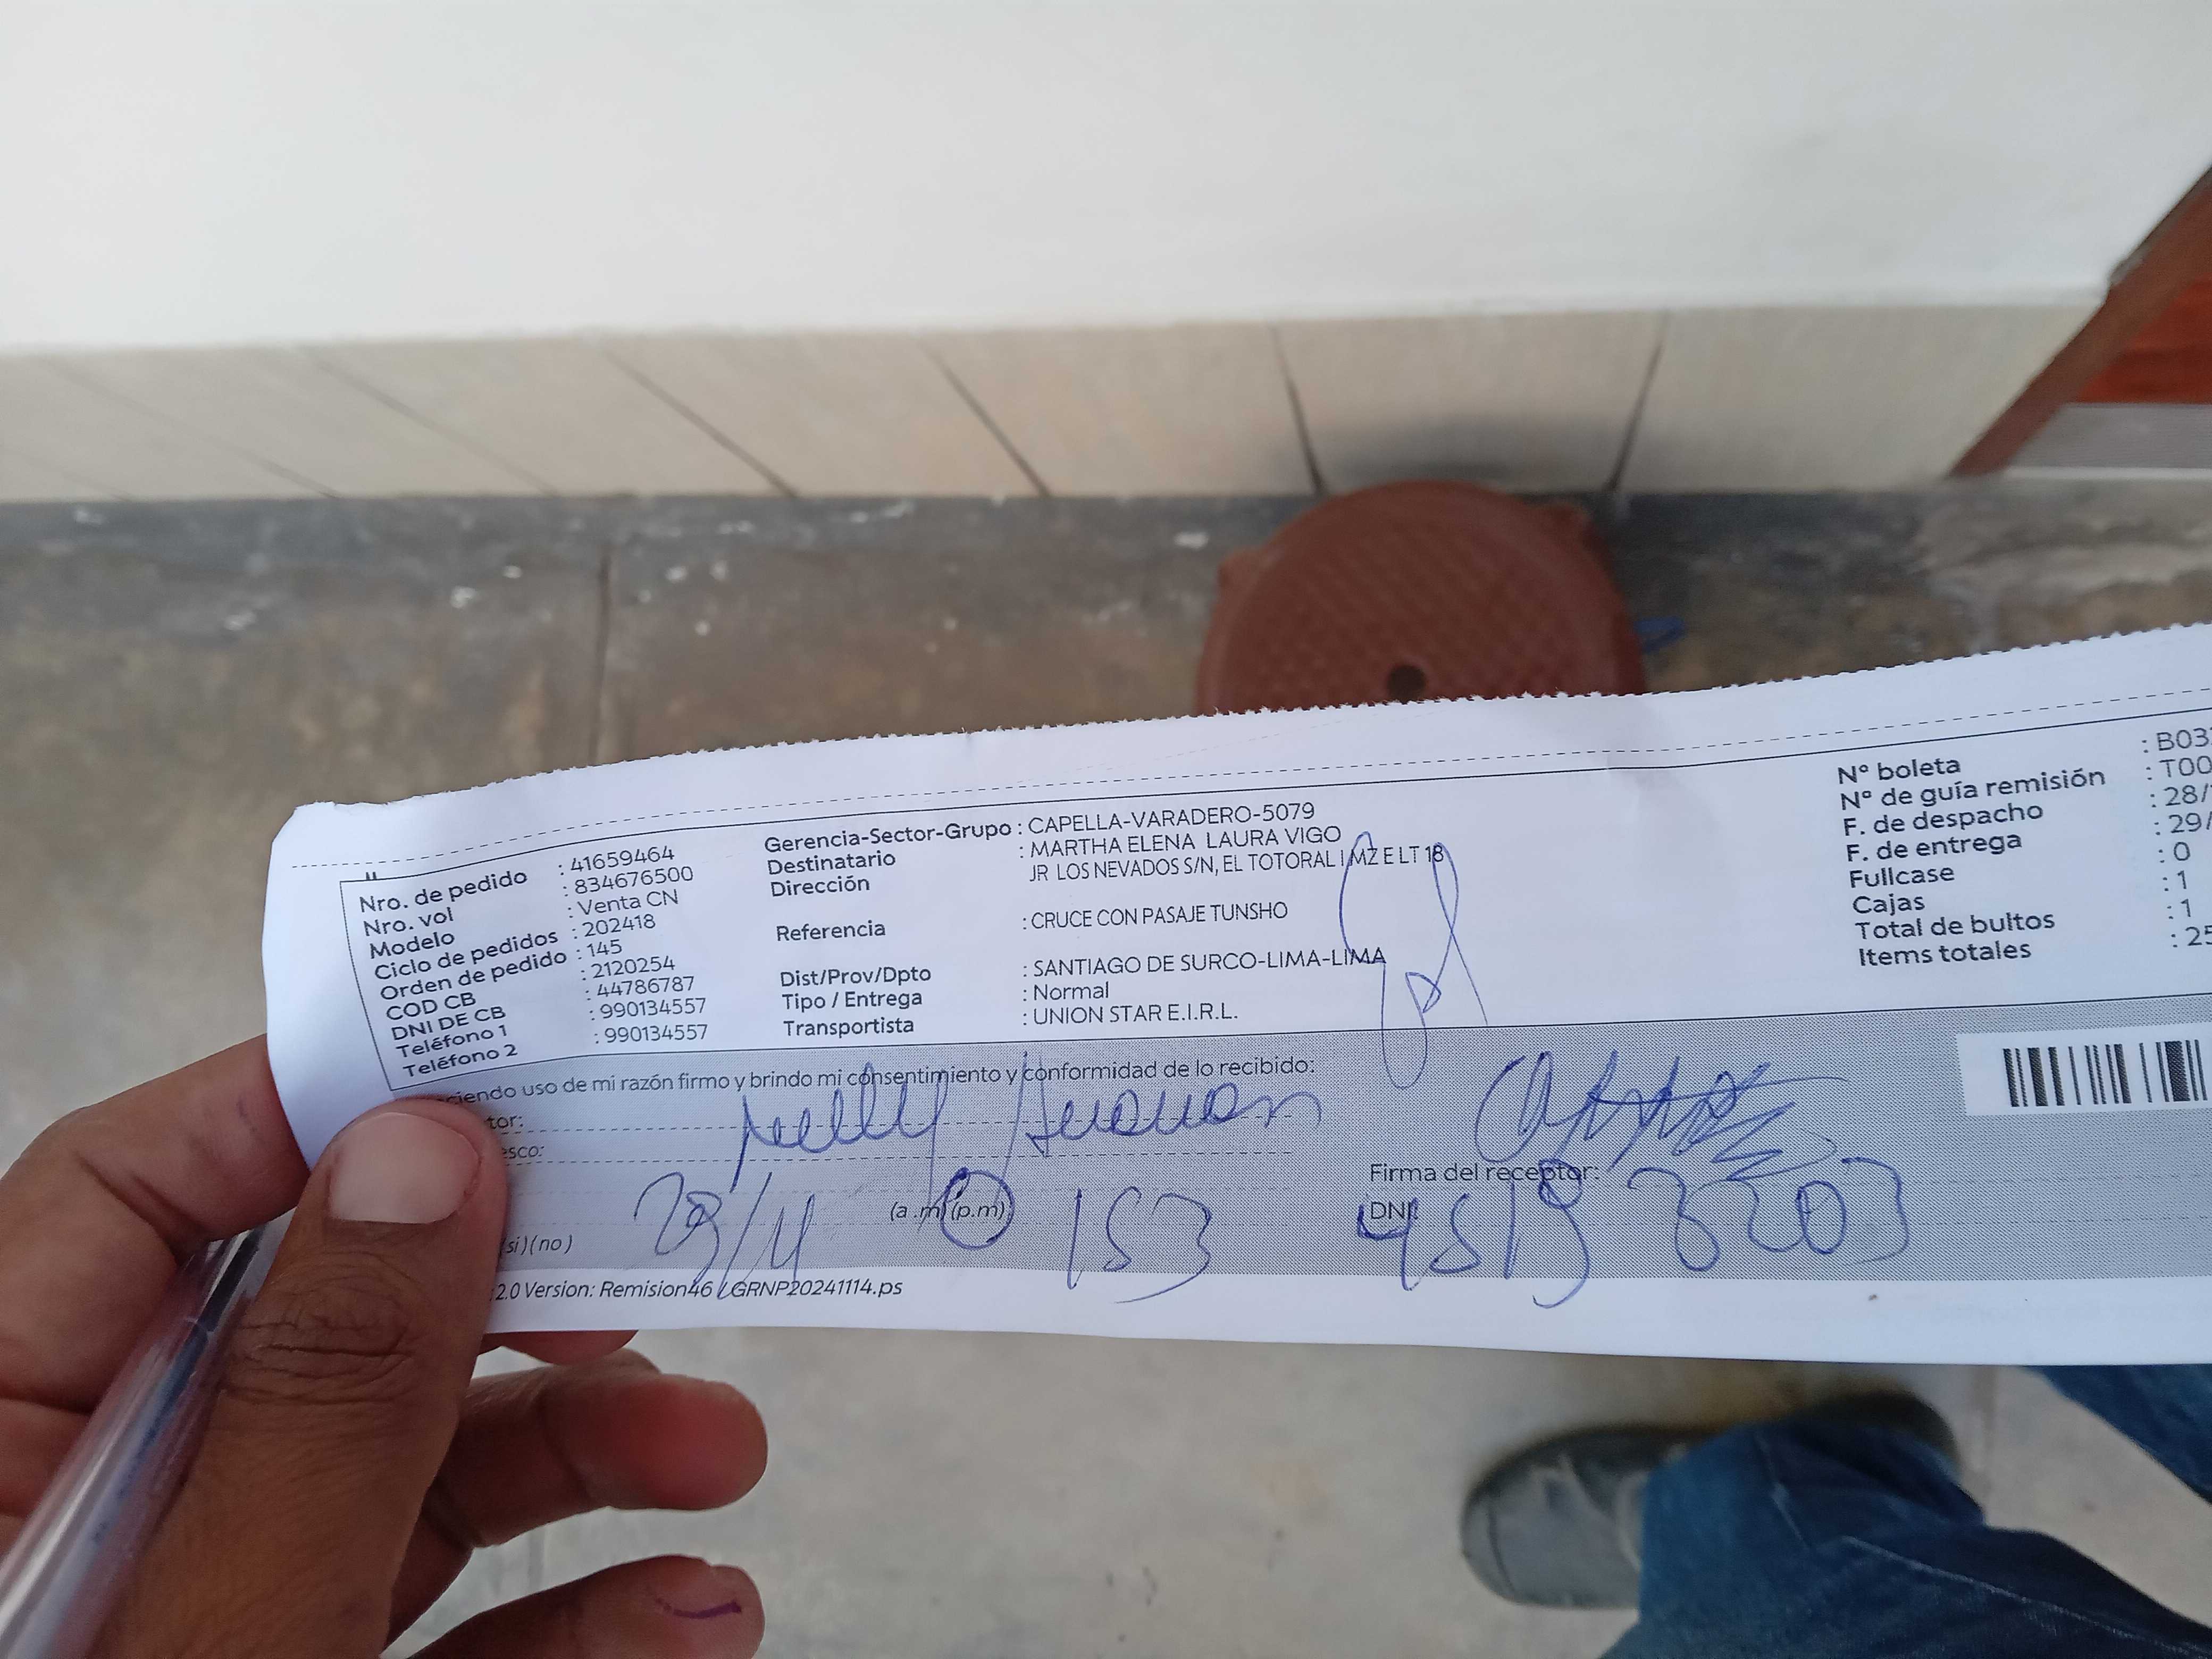 Nro. de pedido : 41659464
Nro. vol : 834676500
Modelo : Venta CN
Ciclo de pedidos : 202418
Orden de pedido : 145
COD CB : 2120254
DNI DE CB : 44786787
Teléfono 1 : 990134557
Teléfono 2 : 990134557
Gerencia-Sector-Grupo : CAPELLA-VARADERO-5079
Destinatario : MARTHA ELENA LAURA VIGO
Dirección JR LOS NEVADOS S/N, EL TOTORAL I MZ E LT 18
Referencia : CRUCE CON PASAJE TUNSHO
Dist/Prov/Dpto : SANTIAGO DE SURCO-LIMA-LIMA
Tipo / Entrega : Normal
Transportista : UNION STAR E.I.R.L.
N° boleta : B03
N° de guía remisión : T00
F. de despacho : 28/
F. de entrega : 29/
Fullcase : 0
Cajas : 1
Total de bultos : 1
Items totales : 25
ciendo uso de mi razón firmo y brindo mi consentimiento y conformidad de lo recibido:
tor: Nelly
esco:
29/11 (a.m) (p.m) 153
(si) (no)
Firma del receptor:
DNI: 45193203
2.0 Version: Remision46 / GRNP20241114.ps